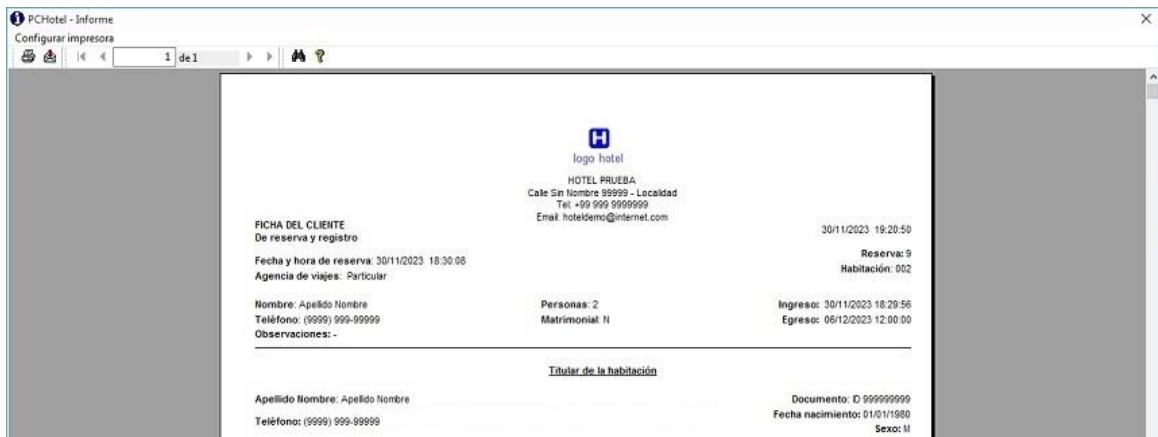 PCHotel - Informe
Configurar impresora
1 de 1
H
logo hotel
HOTEL PRUEBA
Calle Sin Nombre 99999 - Localidad
Tel: +99 999 9999999
Email: hoteldemo@internet.com
FICHA DEL CLIENTE
De reserva y registro
30/11/2023 19:20:50
Fecha y hora de reserva: 30/11/2023 18:30:08
Reserva: 9
Agencia de viajes: Particular
Habitación: 002
Nombre: Apellido Nombre Personas: 2 Ingreso: 30/11/2023 18:29:56
Teléfono: (9999) 999-99999 Matrimonial: N Egreso: 06/12/2023 12:00:00
Observaciones: -
Titular de la habitación
Apellido Nombre: Apellido Nombre Documento: ID 999999999
Fecha nacimiento: 01/01/1980
Teléfono: (9999) 999-99999
Sexo: M